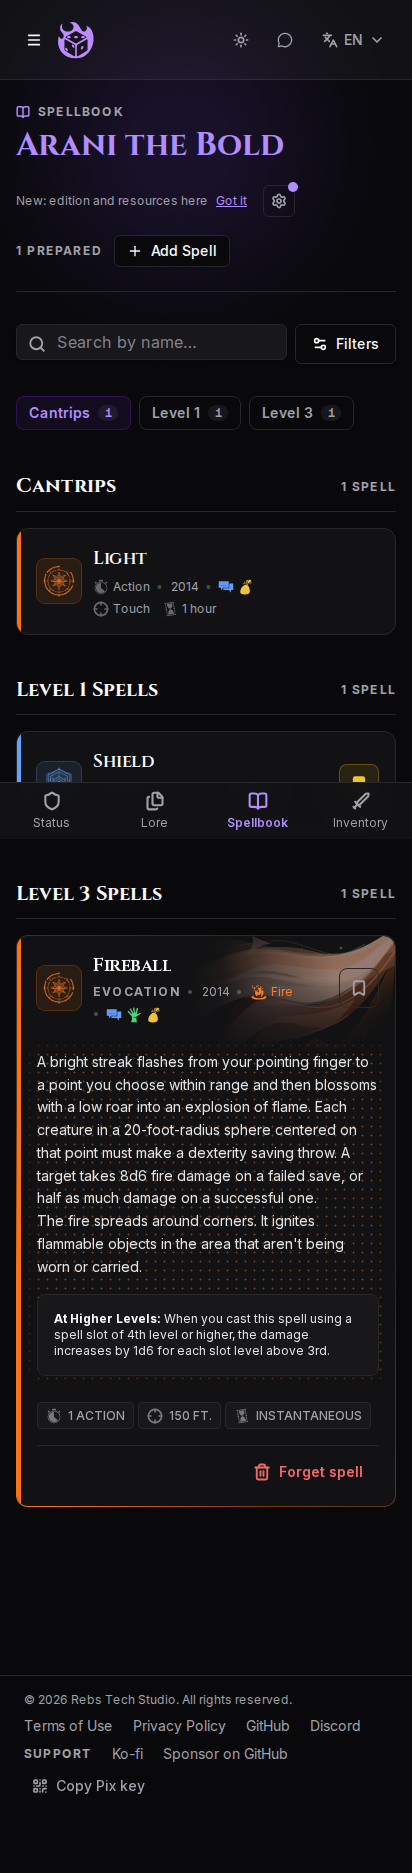 EN
SPELLBOOK
Arani the Bold
New: edition and resources here Got it
1 PREPARED
Add Spell
Search by name...
Filters
Cantrips 1
Level 1 1
Level 3 1
Cantrips
1 SPELL
Light
Action • 2014 •
Touch 1 hour
Level 1 Spells
1 SPELL
Shield
Status
Lore
Spellbook
Inventory
Level 3 Spells
1 SPELL
Fireball
EVOCATION • 2014 • Fire
•
A bright streak flashes from your pointing finger to
a point you choose within range and then blossoms
with a low roar into an explosion of flame. Each
creature in a 20-foot-radius sphere centered on
that point must make a dexterity saving throw. A
target takes 8d6 fire damage on a failed save, or
half as much damage on a successful one.
The fire spreads around corners. It ignites
flammable objects in the area that aren't being
worn or carried.
At Higher Levels: When you cast this spell using a
spell slot of 4th level or higher, the damage
increases by 1d6 for each slot level above 3rd.
1 ACTION
150 FT.
INSTANTANEOUS
Forget spell
© 2026 Rebs Tech Studio. All rights reserved.
Terms of Use Privacy Policy GitHub Discord
SUPPORT Ko-fi Sponsor on GitHub
Copy Pix key